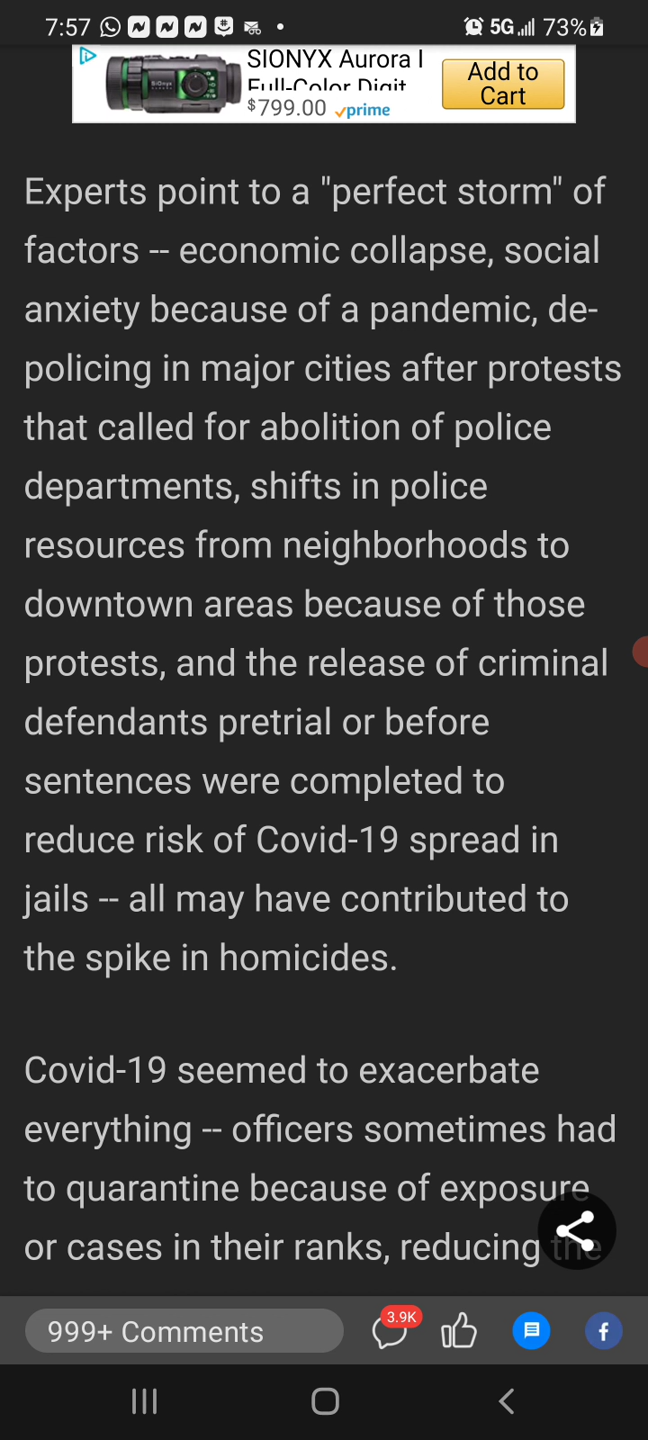 7:57
5G 73%
SIONYX Aurora I
Full-Color Digit
$799.00 prime
Add to
Cart
Experts point to a "perfect storm" of
factors -- economic collapse, social
anxiety because of a pandemic, de-
policing in major cities after protests
that called for abolition of police
departments, shifts in police
resources from neighborhoods to
downtown areas because of those
protests, and the release of criminal
defendants pretrial or before
sentences were completed to
reduce risk of Covid-19 spread in
jails -- all may have contributed to
the spike in homicides.
Covid-19 seemed to exacerbate
everything -- officers sometimes had
to quarantine because of exposure
or cases in their ranks, reducing the
999+ Comments
3.9K